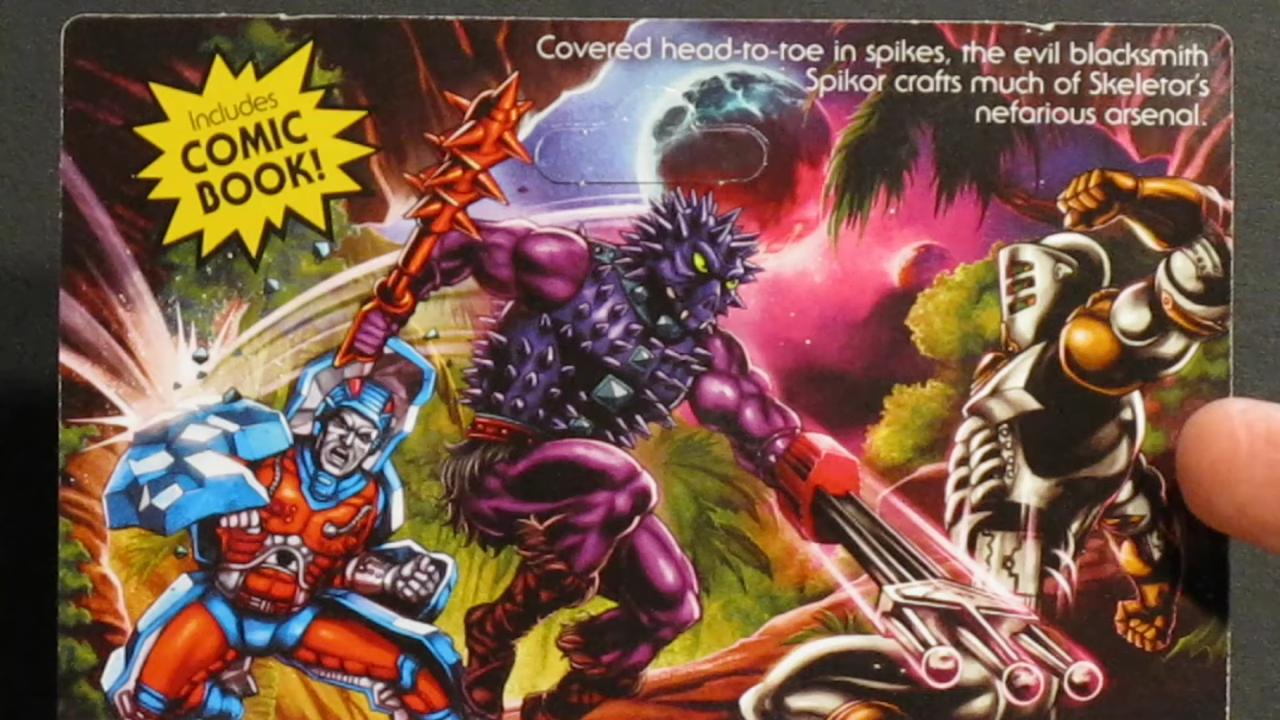 Includes
COMIC
BOOK!
Covered head-to-toe in spikes, the evil blacksmith
Spikor crafts much of Skeletor's
nefarious arsenal.